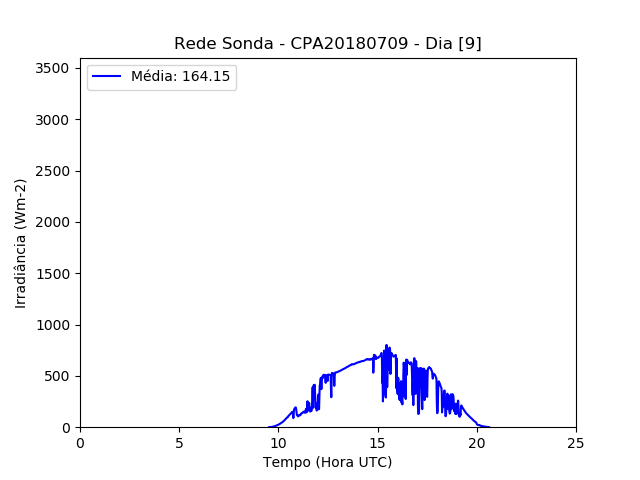 Rede Sonda - CPA20180709 - Dia [9]
Média: 164.15
3500
3000
2500
2000
1500
1000
500
0
Irradiância (Wm-2)
0 5 10 15 20 25
Tempo (Hora UTC)